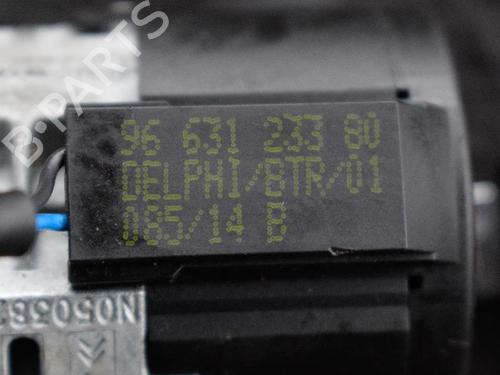 B-PARTS
96 631 233 80
DELPHI/BTR/01
085/14 B